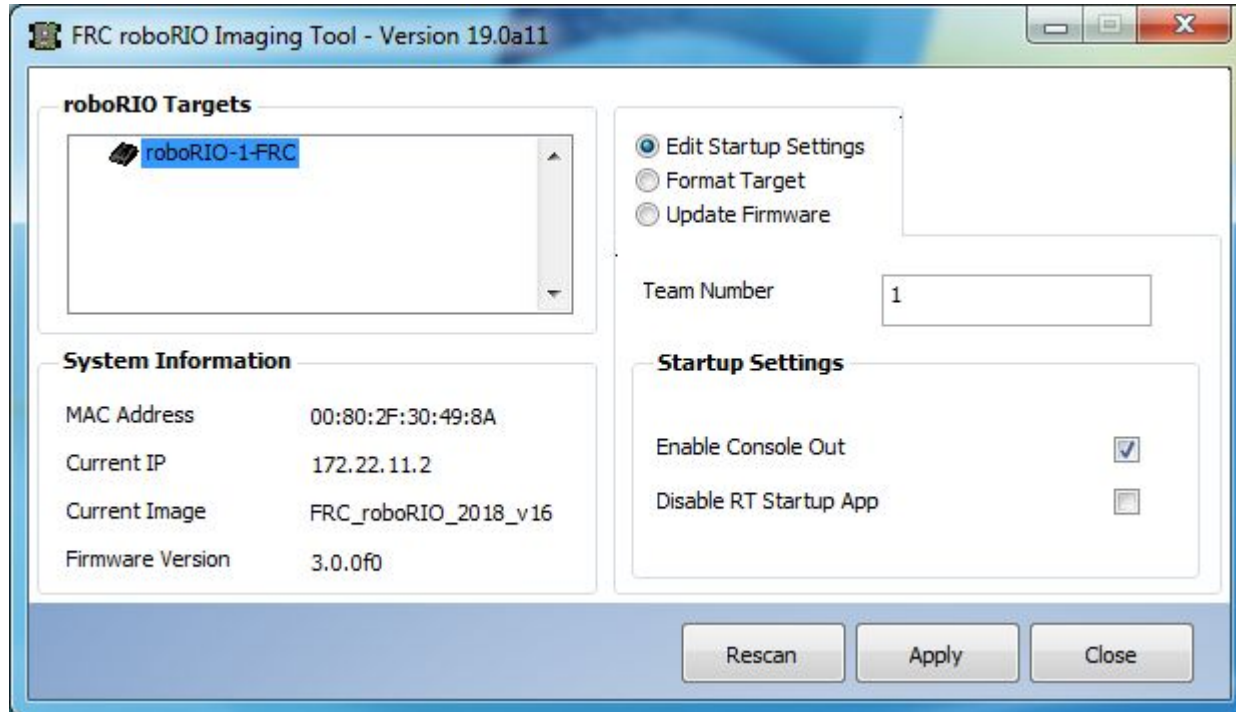 FRC roboRIO Imaging Tool - Version 19.0a11
roboRIO Targets
roboRIO-1-FRC
Edit Startup Settings
Format Target
Update Firmware
Team Number 1
System Information
MAC Address 00:80:2F:30:49:8A
Current IP 172.22.11.2
Current Image FRC_roboRIO_2018_v16
Firmware Version 3.0.0f0
Startup Settings
Enable Console Out
Disable RT Startup App
Rescan Apply Close